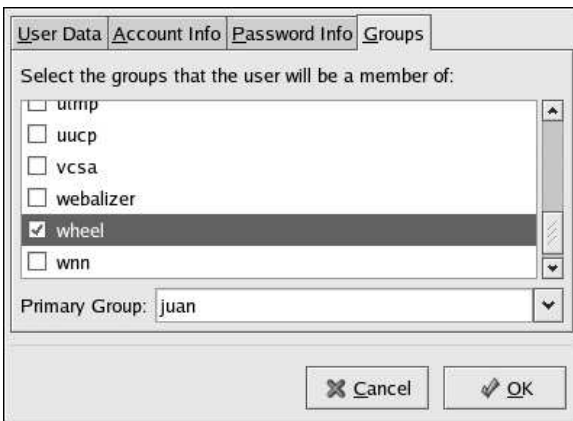 User Data Account Info Password Info Groups
Select the groups that the user will be a member of:
utmp
uucp
vcsa
webalizer
wheel
wnn
Primary Group: juan
Cancel OK